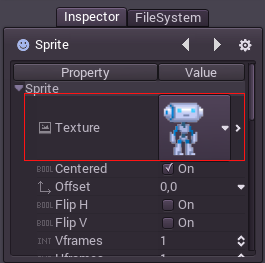 Inspector FileSystem
Sprite
Property Value
Sprite
Texture
BOOL Centered On
Offset 0,0
BOOL Flip H On
BOOL Flip V On
INT Vframes 1